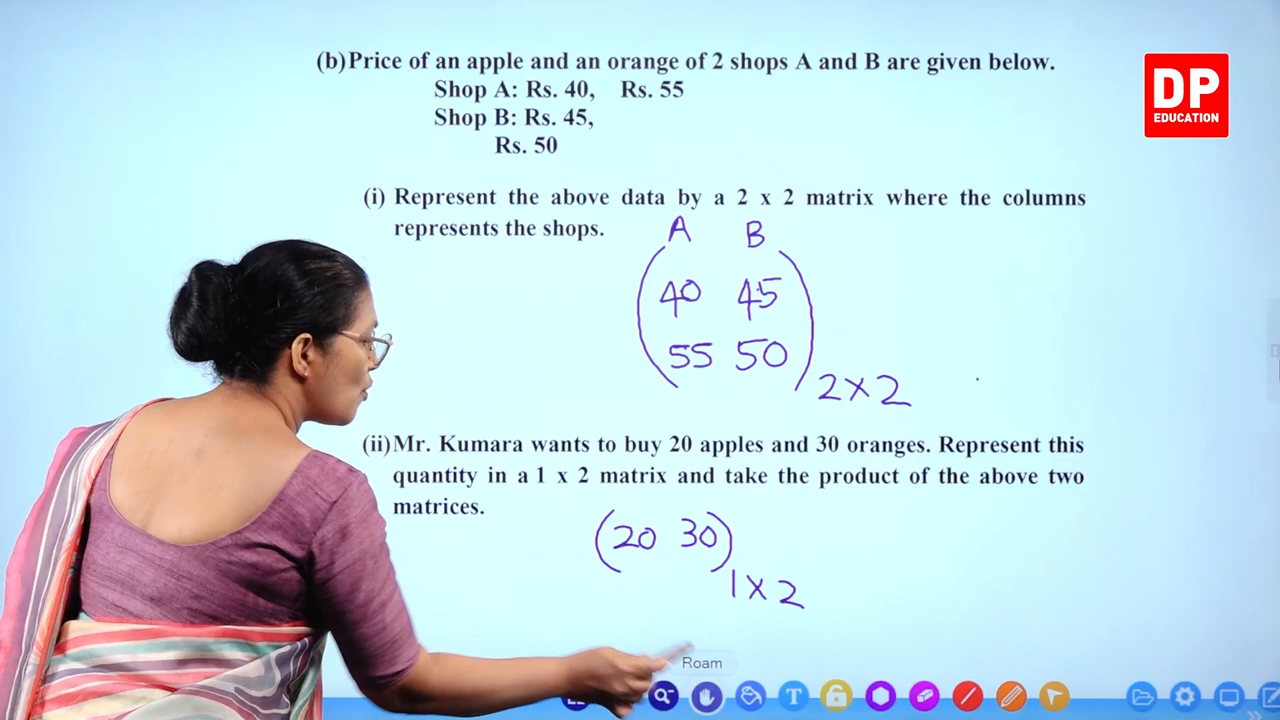 (b)Price of an apple and an orange of 2 shops A and B are given below.
Shop A: Rs. 40, Rs. 55
Shop B: Rs. 45,
Rs. 50
DP
EDUCATION
(i) Represent the above data by a 2 x 2 matrix where the columns
represents the shops.
A B
(40 45
55 50)
2×2
(ii)Mr. Kumara wants to buy 20 apples and 30 oranges. Represent this
quantity in a 1 x 2 matrix and take the product of the above two
matrices.
(20 30)
1×2
Roam
T